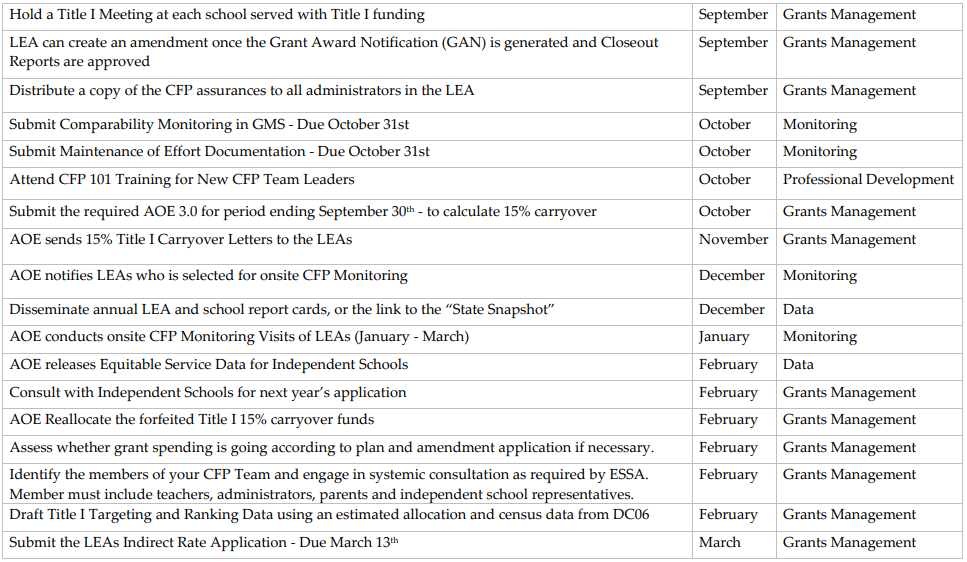 Hold a Title I Meeting at each school served with Title I funding September Grants Management
LEA can create an amendment once the Grant Award Notification (GAN) is generated and Closeout September Grants Management
Reports are approved
Distribute a copy of the CFP assurances to all administrators in the LEA September Grants Management
Submit Comparability Monitoring in GMS - Due October 31st October Monitoring
Submit Maintenance of Effort Documentation - Due October 31st October Monitoring
Attend CFP 101 Training for New CFP Team Leaders October Professional Development
Submit the required AOE 3.0 for period ending September 30th - to calculate 15% carryover October Grants Management
AOE sends 15% Title I Carryover Letters to the LEAs November Grants Management
AOE notifies LEAs who is selected for onsite CFP Monitoring December Monitoring
Disseminate annual LEA and school report cards, or the link to the “State Snapshot” December Data
AOE conducts onsite CFP Monitoring Visits of LEAs (January - March) January Monitoring
AOE releases Equitable Service Data for Independent Schools February Data
Consult with Independent Schools for next year’s application February Grants Management
AOE Reallocate the forfeited Title I 15% carryover funds February Grants Management
Assess whether grant spending is going according to plan and amendment application if necessary. February Grants Management
Identify the members of your CFP Team and engage in systemic consultation as required by ESSA. February Grants Management
Member must include teachers, administrators, parents and independent school representatives.
Draft Title I Targeting and Ranking Data using an estimated allocation and census data from DC06 February Grants Management
Submit the LEAs Indirect Rate Application - Due March 13th March Grants Management